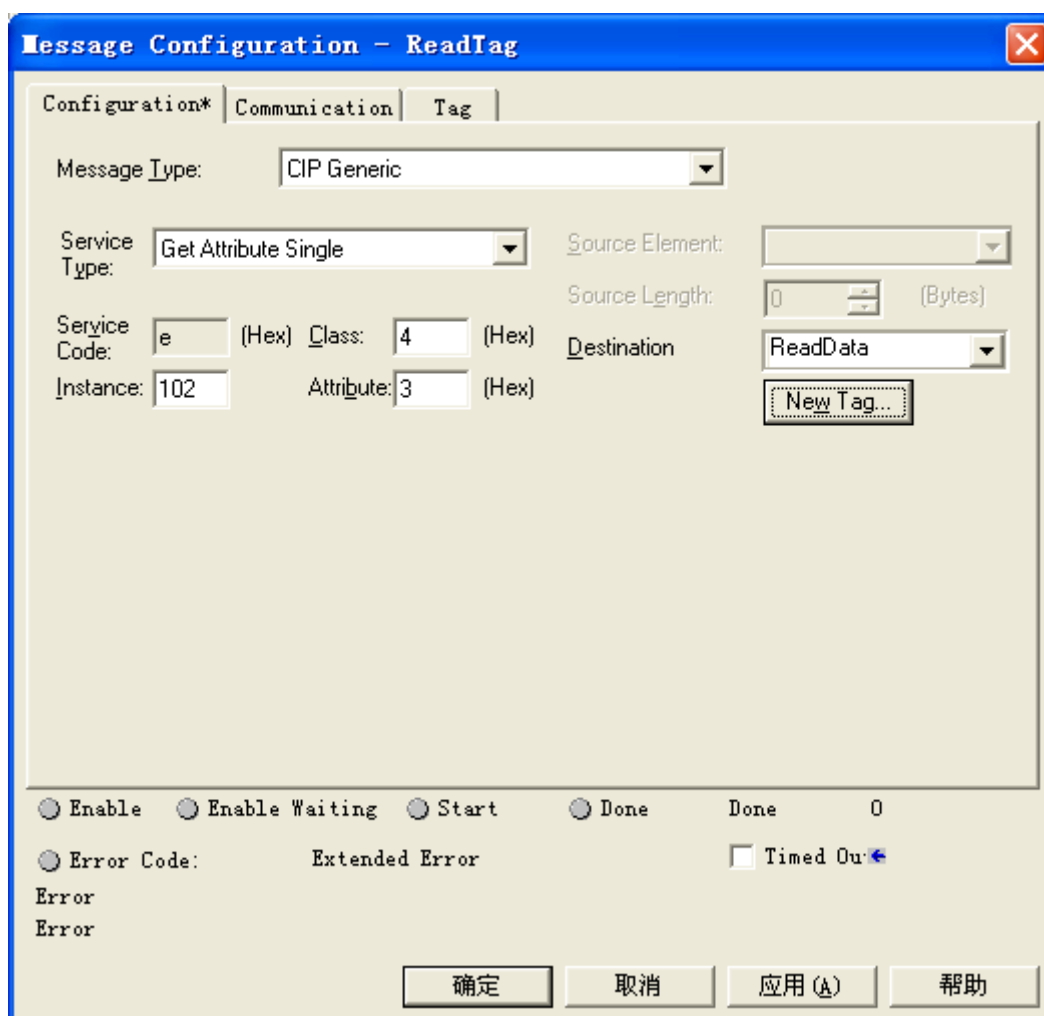 Message Configuration - ReadTag
Configuration* Communication Tag
Message Type: CIP Generic
Service Type: Get Attribute Single Source Element:
Source Length: 0 (Bytes)
Service Code: e (Hex) Class: 4 (Hex) Destination ReadData
Instance: 102 Attribute: 3 (Hex) New Tag...
Enable Enable Waiting Start Done Done 0
Error Code: Extended Error Timed Ou
Error
Error
确定 取消 应用(A) 帮助